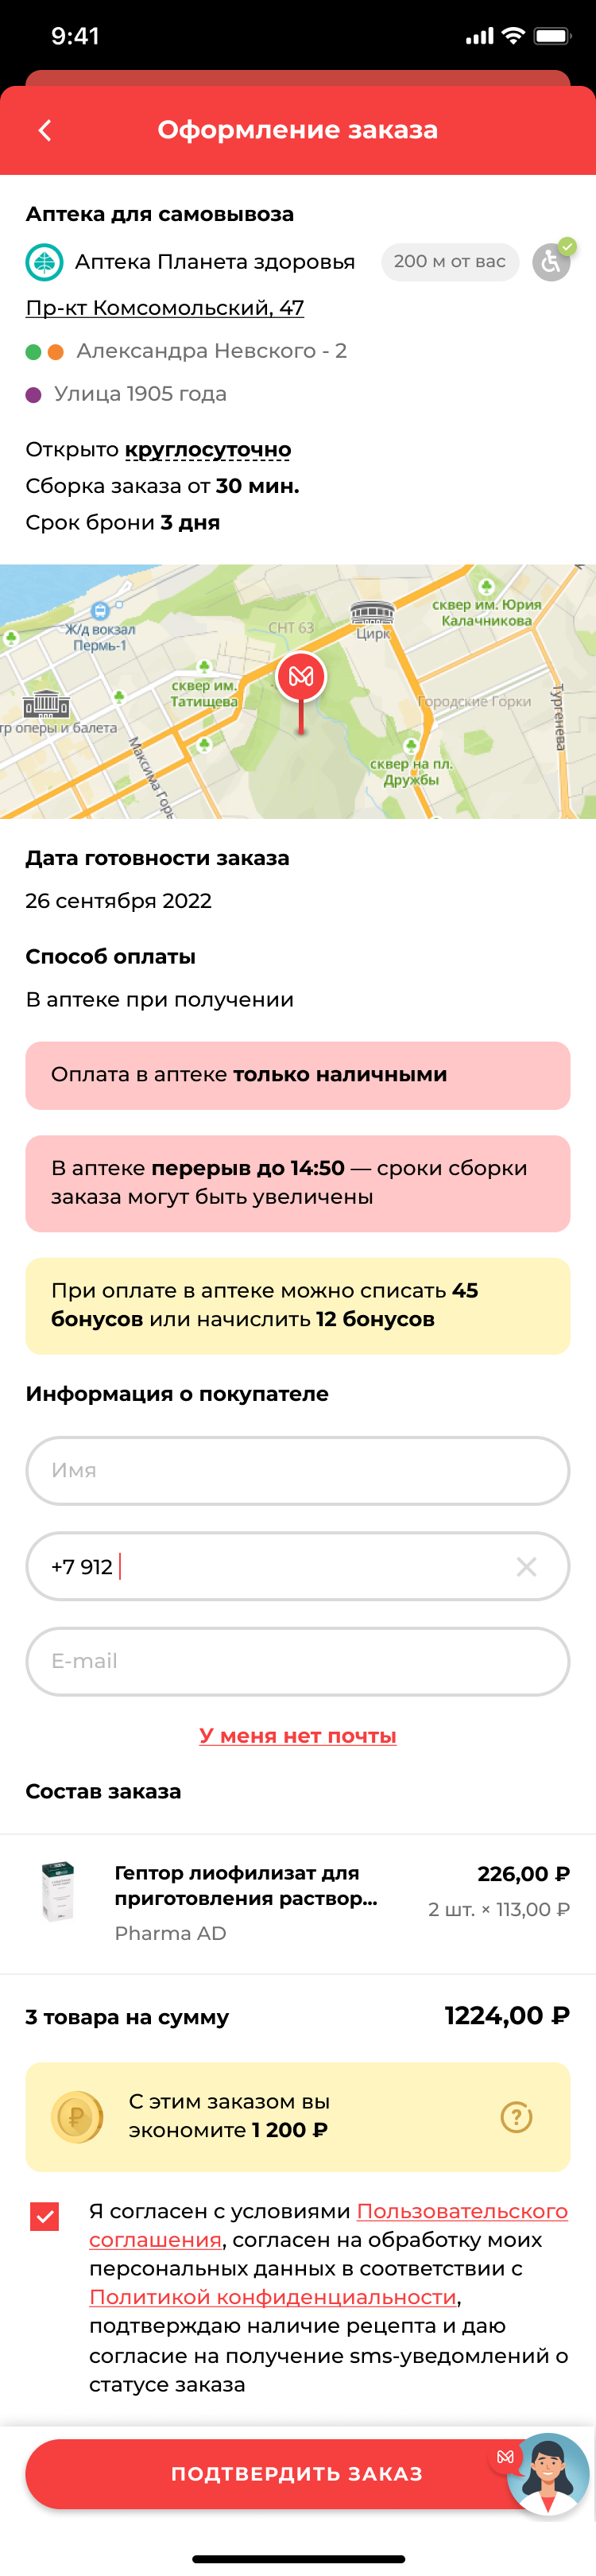 9:41
Оформление заказа
Аптека для самовывоза
Аптека Планета здоровья
200 м от вас
Пр-кт Комсомольский, 47
Александра Невского - 2
Улица 1905 года
Открыто круглосуточно
Сборка заказа от 30 мин.
Срок брони 3 дня
сквер им. Юрия
Калачникова
Ж/д вокзал
Пермь-1
СНТ 63
Цирк
сквер им.
Татищева
Городские Горки
Тургенева
тр оперы и балета
Максима Горь
сквер на пл.
Дружбы
Дата готовности заказа
26 сентября 2022
Способ оплаты
В аптеке при получении
Оплата в аптеке только наличными
В аптеке перерыв до 14:50 — сроки сборки
заказа могут быть увеличены
При оплате в аптеке можно списать 45
бонусов или начислить 12 бонусов
Информация о покупателе
Имя
+7 912
E-mail
У меня нет почты
Состав заказа
Гептор лиофилизат для
приготовления раствор...
226,00 ₽
2 шт. × 113,00 ₽
Pharma AD
3 товара на сумму
1224,00 ₽
С этим заказом вы
экономите 1 200 ₽
Я согласен с условиями Пользовательского
соглашения, согласен на обработку моих
персональных данных в соответствии с
Политикой конфиденциальности,
подтверждаю наличие рецепта и даю
согласие на получение sms-уведомлений о
статусе заказа
ПОДТВЕРДИТЬ ЗАКАЗ